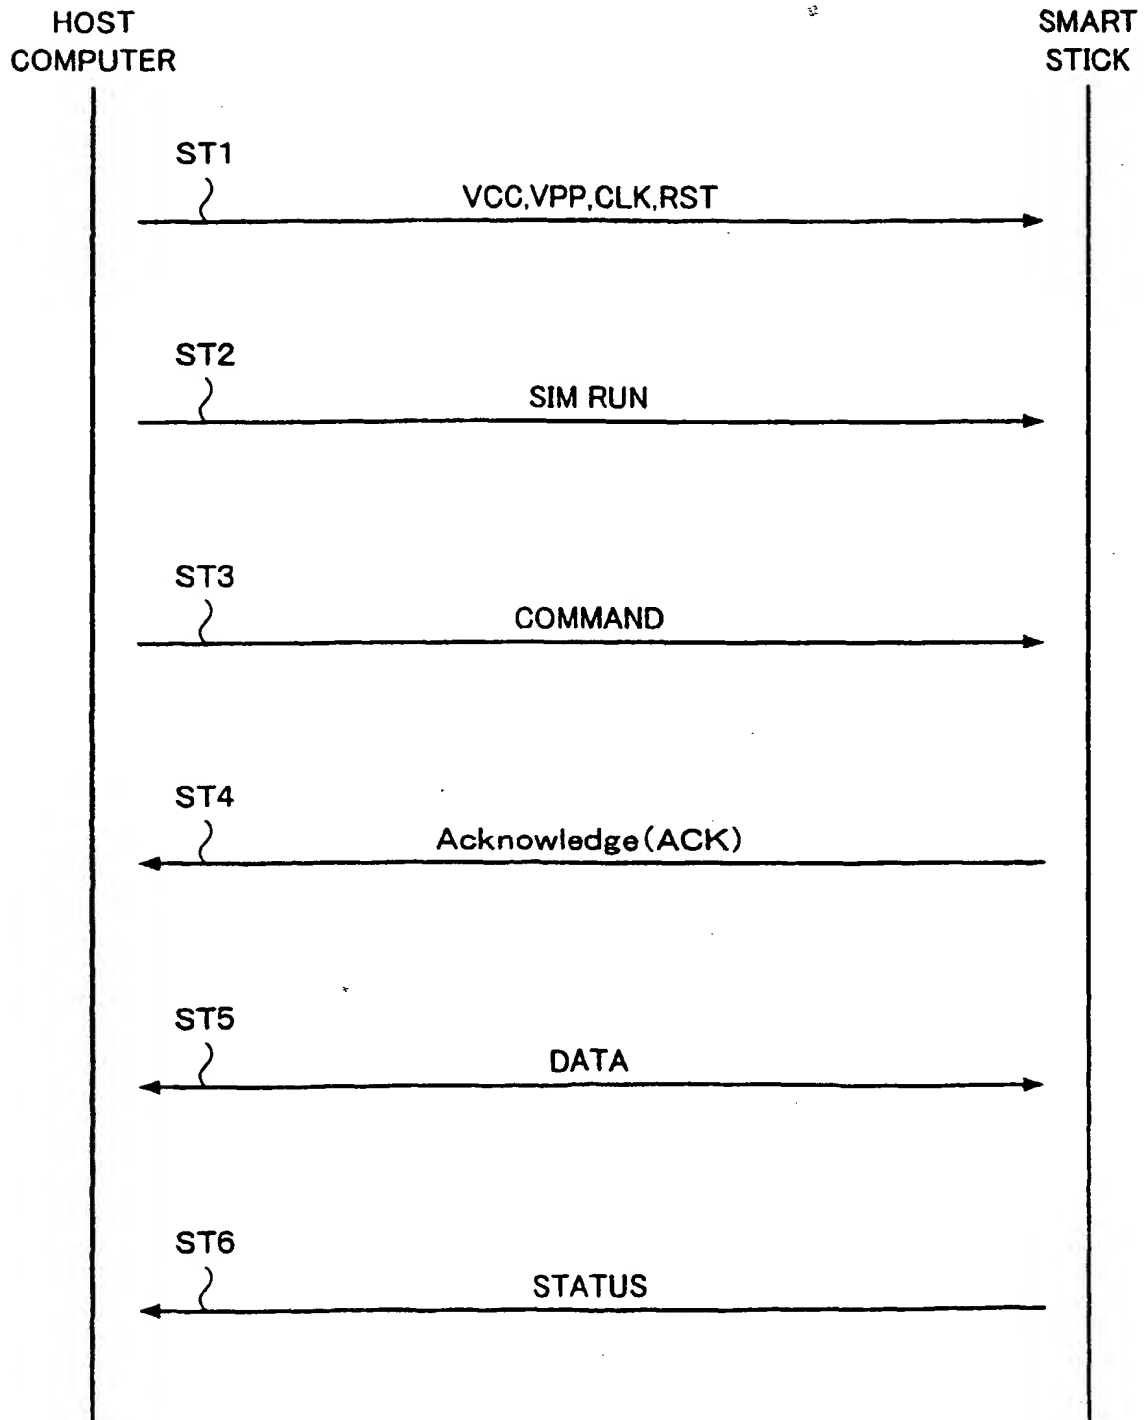 HOST
COMPUTER
SMART
STICK
ST1
VCC,VPP,CLK,RST
ST2
SIM RUN
ST3
COMMAND
ST4
Acknowledge(ACK)
ST5
DATA
ST6
STATUS